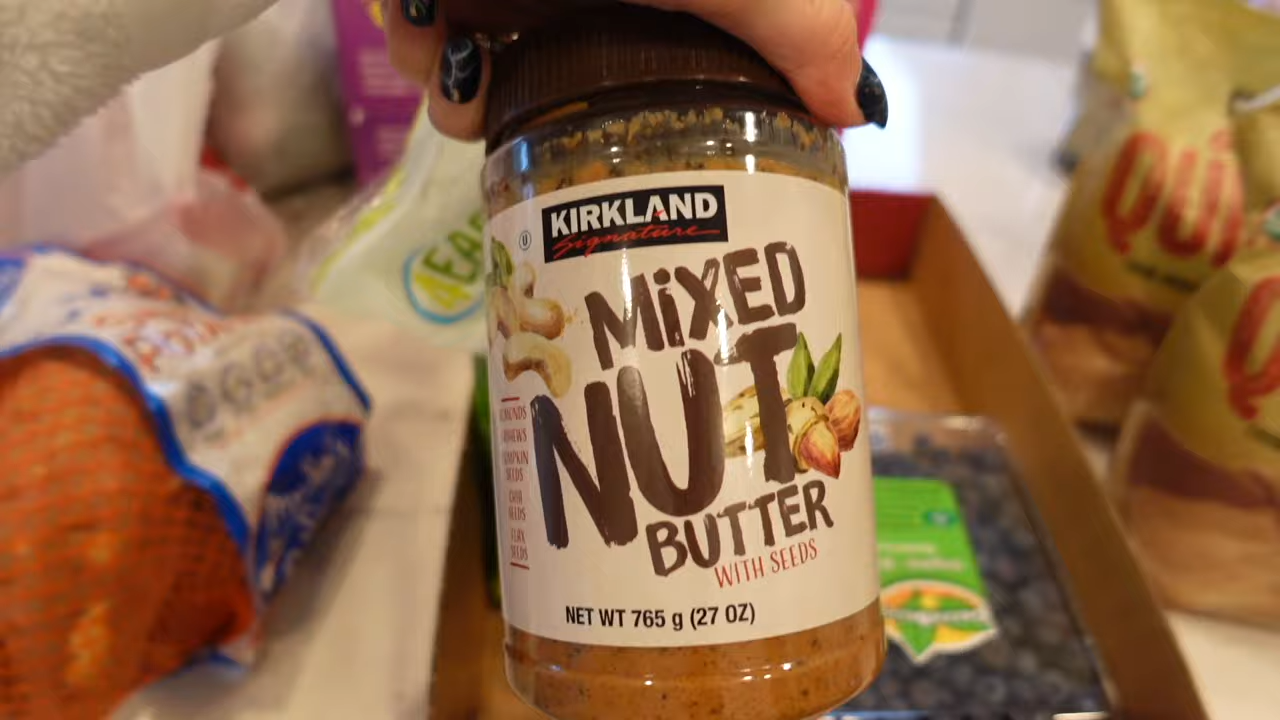 KIRKLAND
Signature
U
MiXED
NUT
BUTTER
WITH SEEDS
ALMONDS
CASHEWS
PUMPKIN
SEEDS
CHIA
SEEDS
FLAX
SEEDS
NET WT 765 g (27 OZ)
QUI